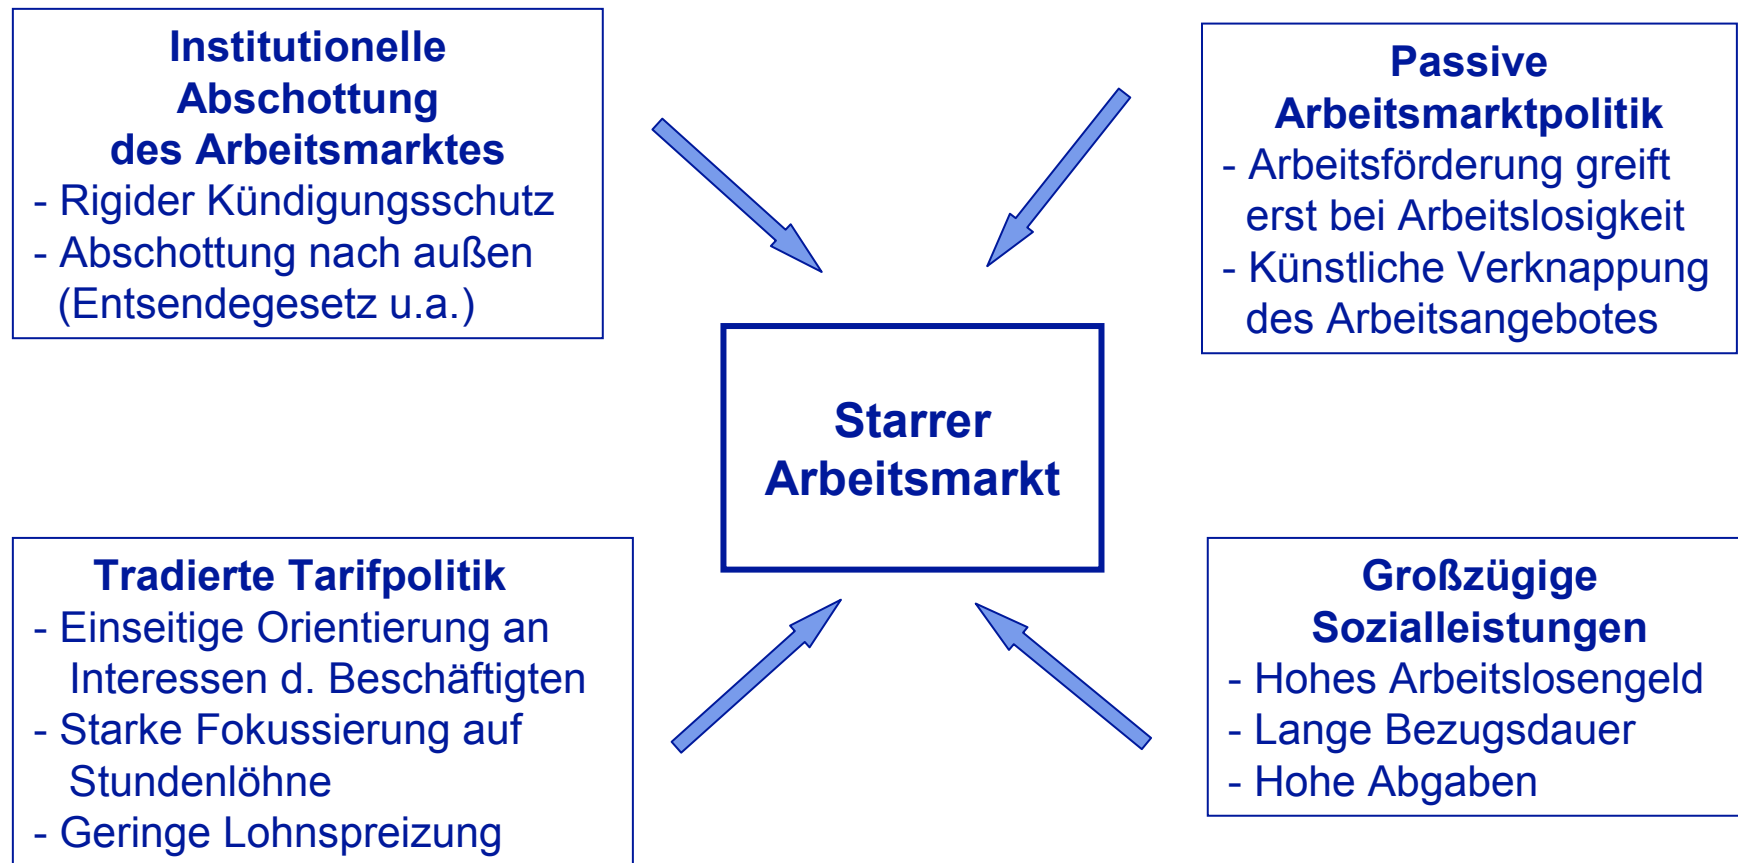 Institutionelle
Abschottung
des Arbeitsmarktes
- Rigider Kündigungsschutz
- Abschottung nach außen
(Entsendegesetz u.a.)
Passive
Arbeitsmarktpolitik
- Arbeitsförderung greift
erst bei Arbeitslosigkeit
- Künstliche Verknappung
des Arbeitsangebotes
Starrer
Arbeitsmarkt
Tradierte Tarifpolitik
- Einseitige Orientierung an
Interessen d. Beschäftigten
- Starke Fokussierung auf
Stundenlöhne
- Geringe Lohnspreizung
Großzügige
Sozialleistungen
- Hohes Arbeitslosengeld
- Lange Bezugsdauer
- Hohe Abgaben